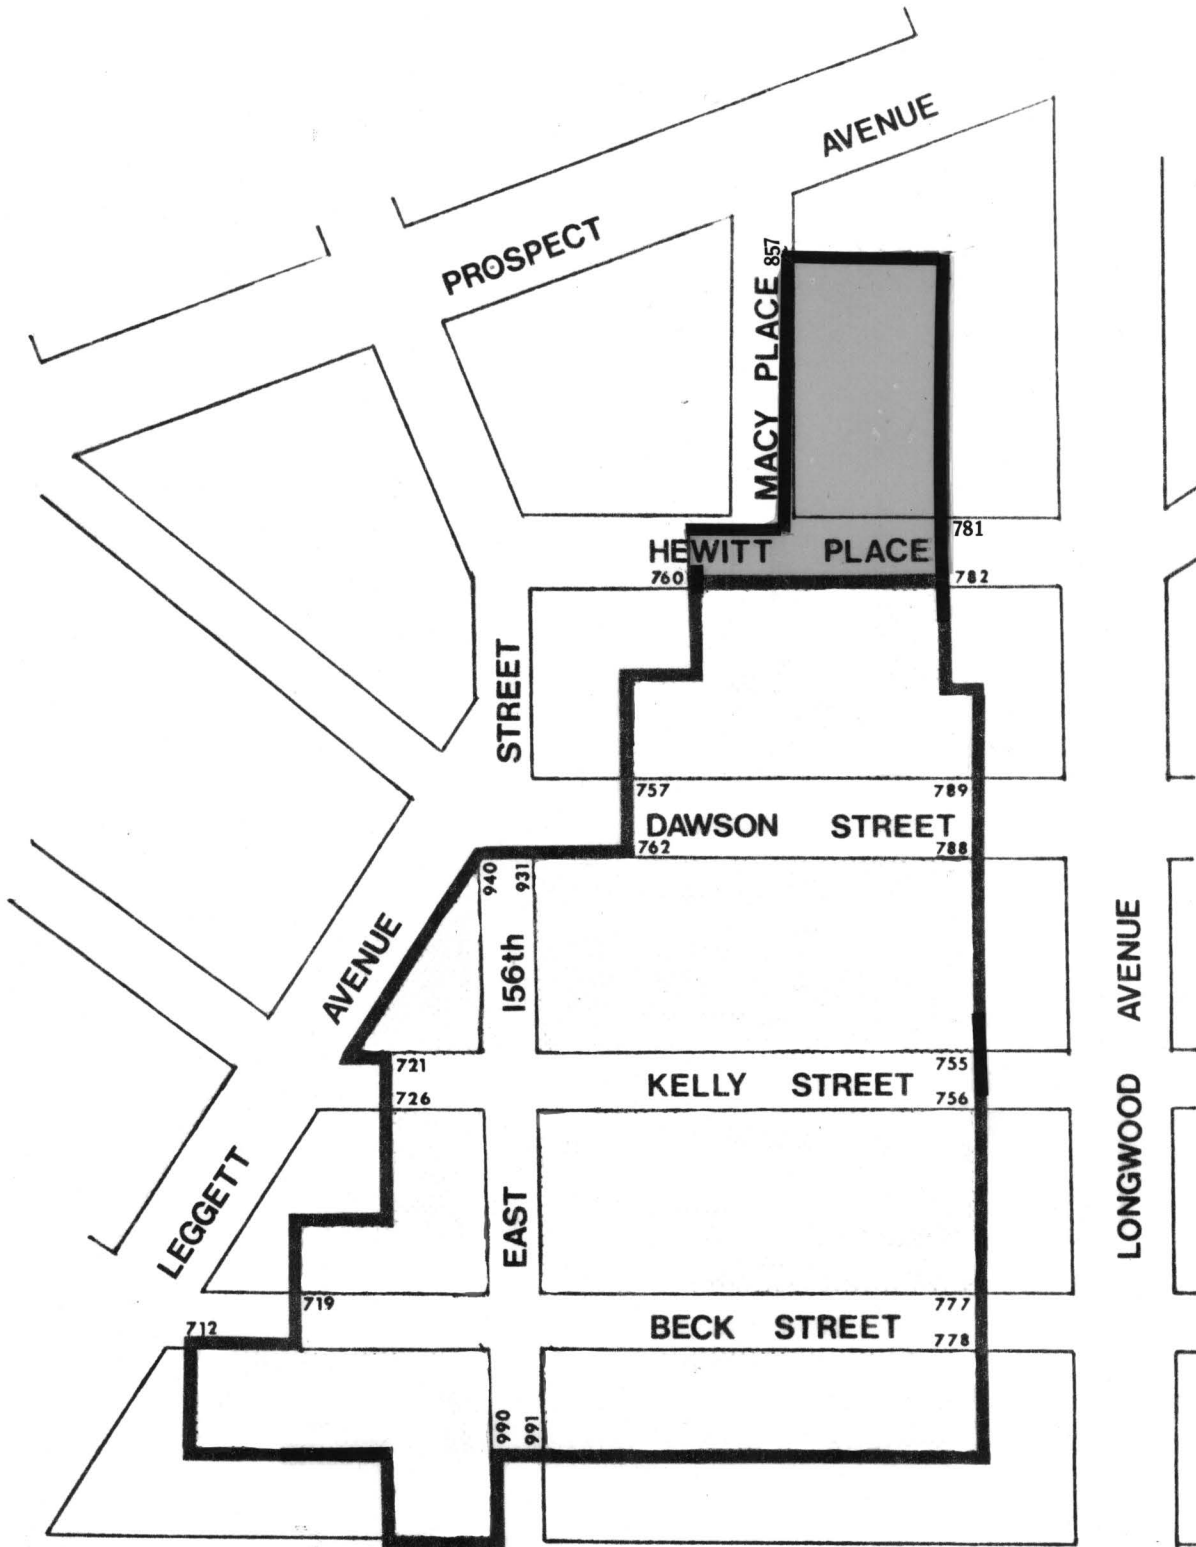 AVENUE
PROSPECT
857
MACY PLACE
781
HEWITT PLACE
760
782
STREET
757
789
DAWSON STREET
762
788
940
931
AVENUE
156th
AVENUE
721
755
KELLY STREET
726
756
LONGWOOD
LEGGETT
EAST
719
777
712
BECK STREET
778
990
991